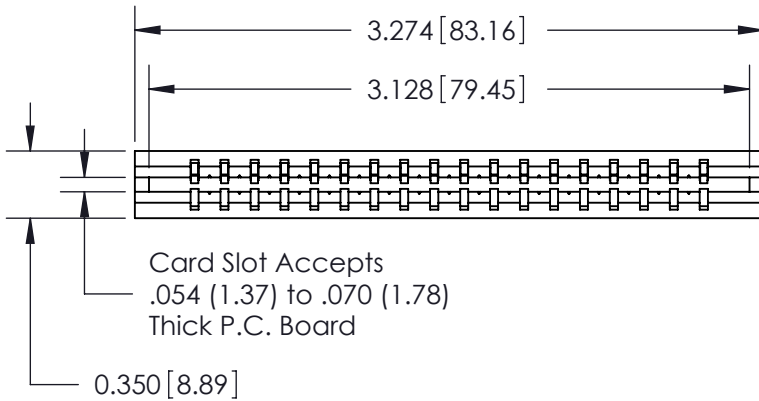 3.274[83.16]
3.128[79.45]
Card Slot Accepts
.054 (1.37) to .070 (1.78)
Thick P.C. Board
0.350[8.89]